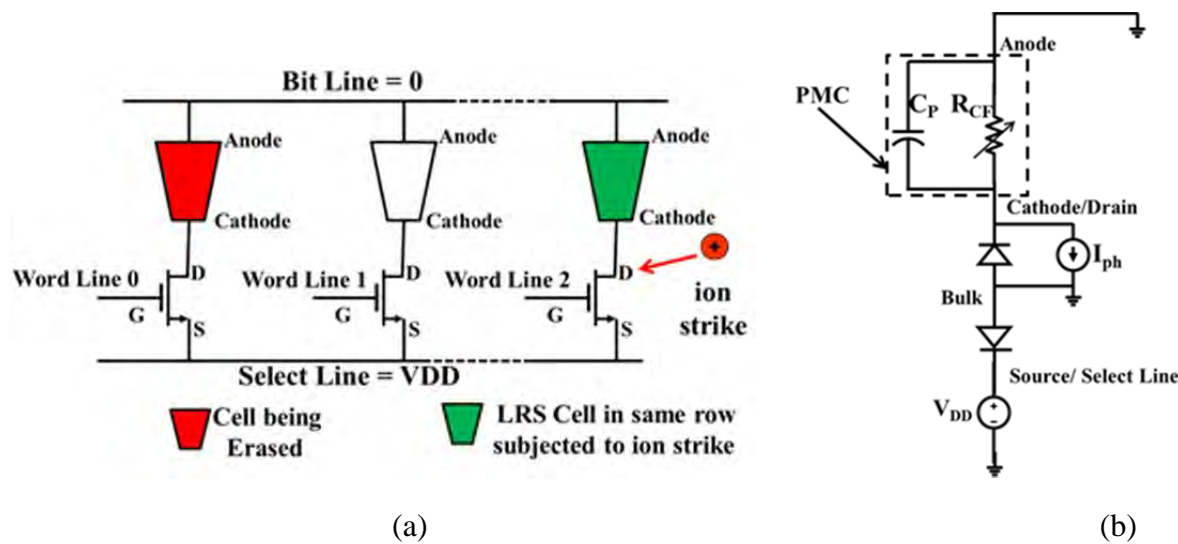 Bit Line = 0
Anode
Anode
Anode
Cathode
Cathode
Cathode
Word Line 0
D
G
S
Word Line 1
D
G
S
Word Line 2
D
G
S
+
ion
strike
Select Line = VDD
Cell being
Erased
LRS Cell in same row
subjected to ion strike
(a)
Anode
PMC
CP RCF
Cathode/Drain
Iph
Bulk
Source/ Select Line
VDD
+
-
(b)